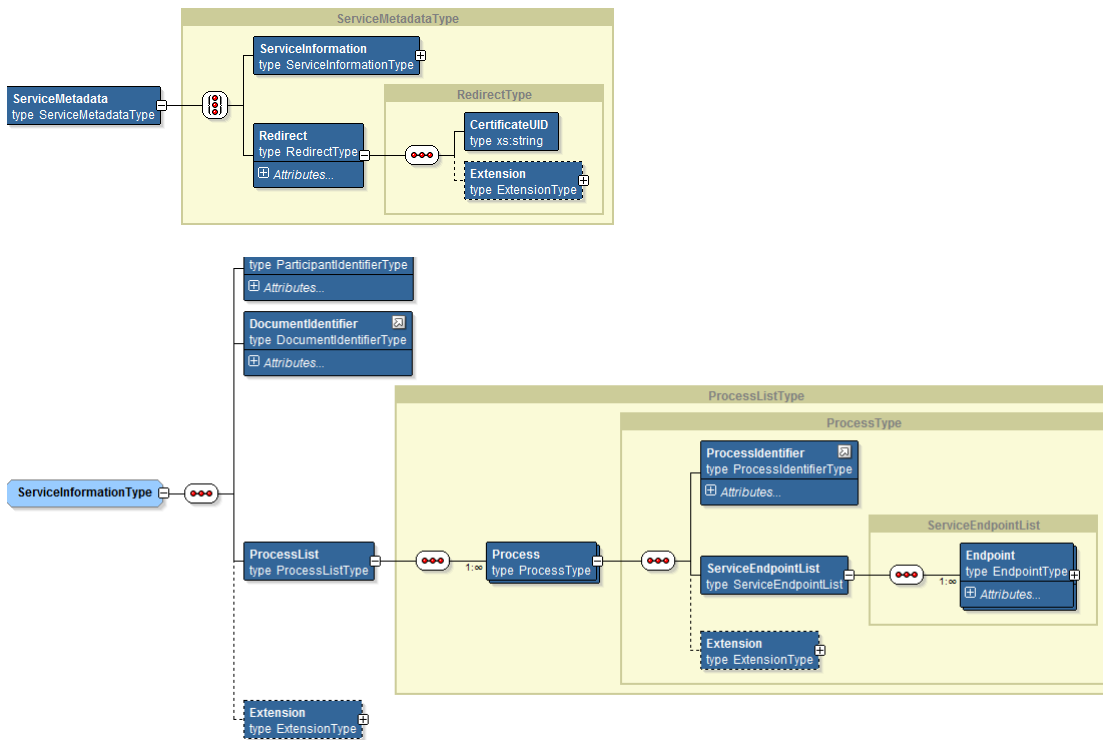 ServiceMetadataType
ServiceInformation
type ServiceInformationType
ServiceMetadata
type ServiceMetadataType
RedirectType
Redirect
type RedirectType
Attributes...
CertificateUID
type xs:string
Extension
type ExtensionType
type ParticipantIdentifierType
Attributes...
DocumentIdentifier
type DocumentIdentifierType
Attributes...
ProcessListType
ProcessType
ProcessIdentifier
type ProcessIdentifierType
Attributes...
ServiceInformationType
ServiceEndpointList
ProcessList
type ProcessListType
1:∞
Process
type ProcessType
ServiceEndpointList
type ServiceEndpointList
1:∞
Endpoint
type EndpointType
Attributes...
Extension
type ExtensionType
Extension
type ExtensionType